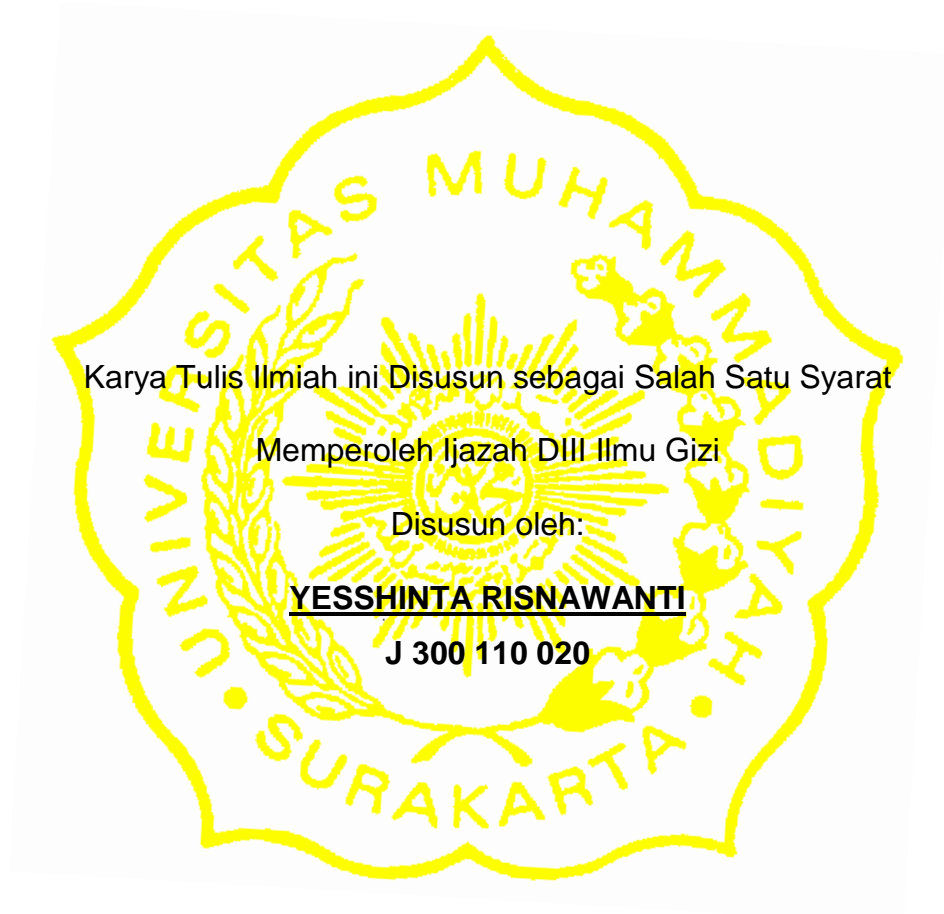 UNIVERSITAS MUHAMMADIYAH
SURAKARTA
Karya Tulis Ilmiah ini Disusun sebagai Salah Satu Syarat
Memperoleh Ijazah DIII Ilmu Gizi
Disusun oleh:
YESSHINTA RISNAWANTI
J 300 110 020